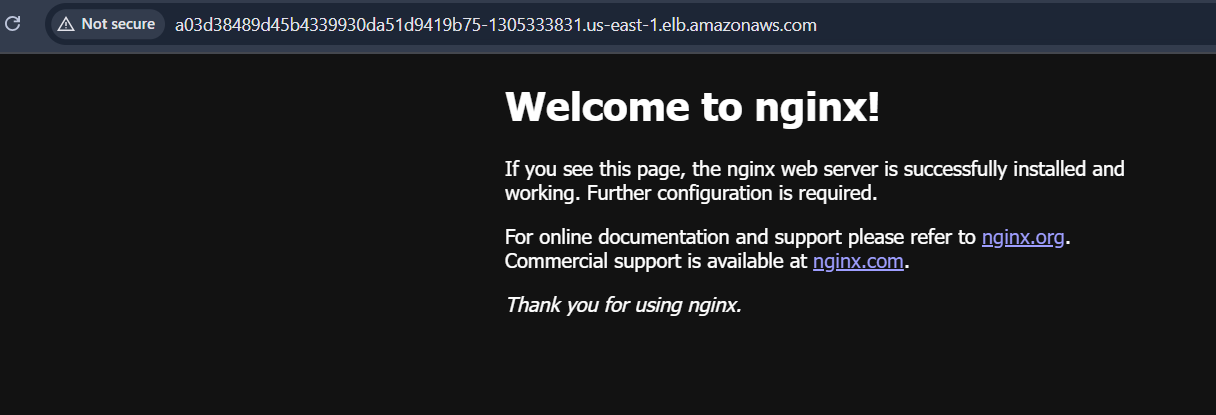 Not secure a03d38489d45b4339930da51d9419b75-1305333831.us-east-1.elb.amazonaws.com
Welcome to nginx!
If you see this page, the nginx web server is successfully installed and
working. Further configuration is required.
For online documentation and support please refer to nginx.org.
Commercial support is available at nginx.com.
Thank you for using nginx.